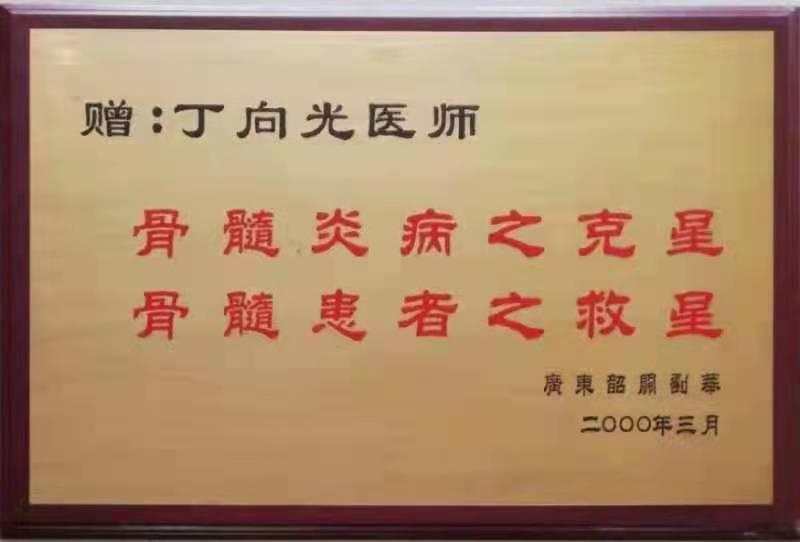 赠:丁向光医师
骨髓炎病之克星
骨髓患者之救星
廣東韶關劉華
二000年三月